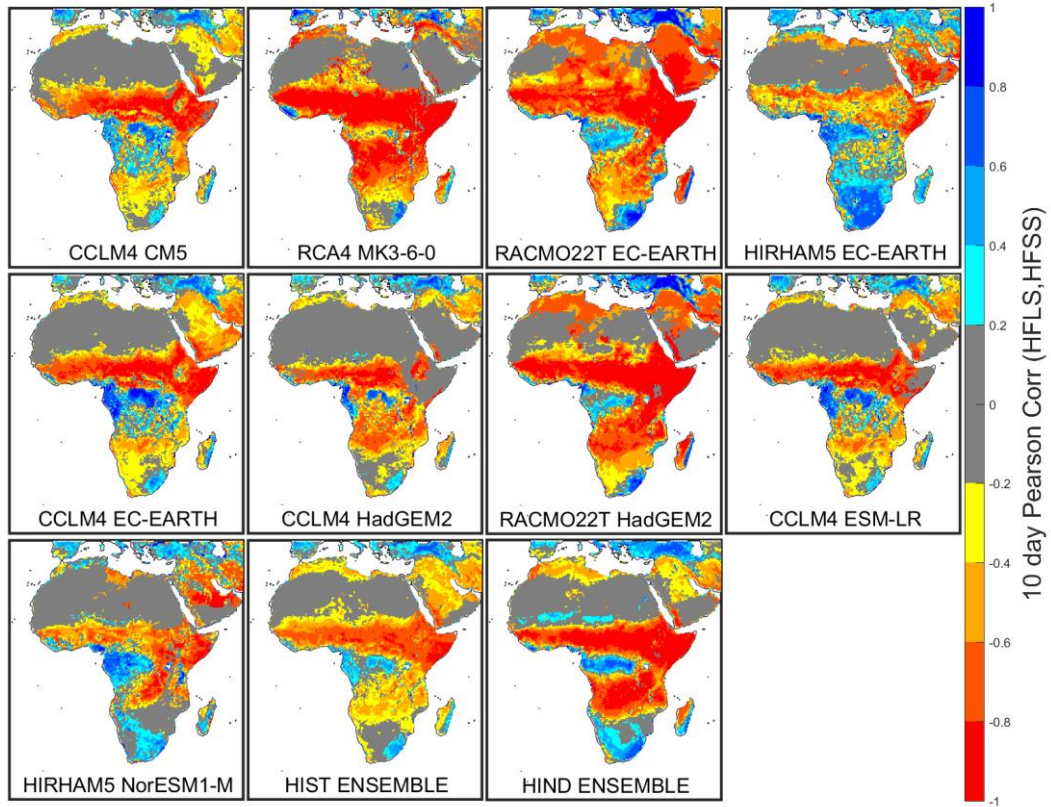 CCLM4 CM5
RCA4 MK3-6-0
RACMO22T EC-EARTH
HIRHAM5 EC-EARTH
CCLM4 EC-EARTH
CCLM4 HadGEM2
RACMO22T HadGEM2
CCLM4 ESM-LR
HIRHAM5 NorESM1-M
HIST ENSEMBLE
HIND ENSEMBLE
1
0.8
0.6
0.4
0.2
0
-0.2
-0.4
-0.6
-0.8
-1
10 day Pearson Corr (HFLS,HFSS)